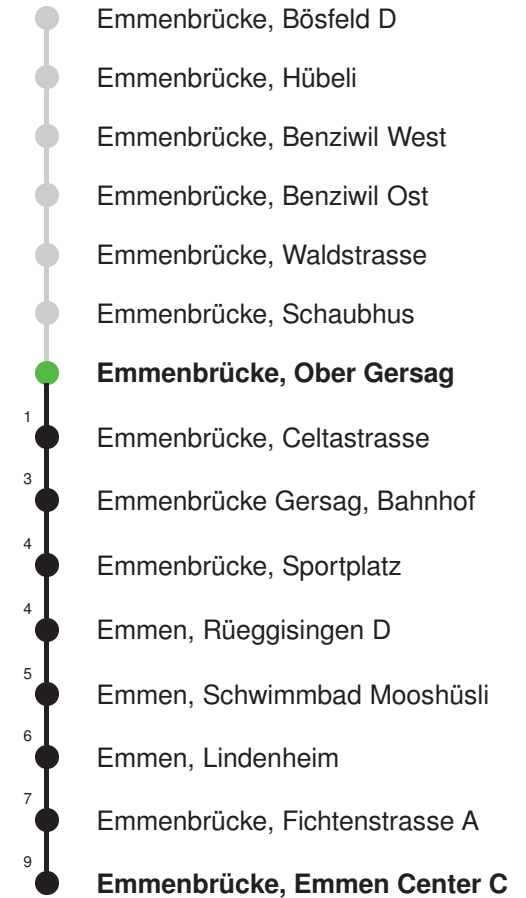 Emmenbrücke, Bösfeld D
Emmenbrücke, Hübeli
Emmenbrücke, Benziwil West
Emmenbrücke, Benziwil Ost
Emmenbrücke, Waldstrasse
Emmenbrücke, Schaubhus
Emmenbrücke, Ober Gersag
1 Emmenbrücke, Celtastrasse
3 Emmenbrücke Gersag, Bahnhof
4 Emmenbrücke, Sportplatz
4 Emmen, Rüeggisingen D
5 Emmen, Schwimmbad Mooshüsli
6 Emmen, Lindenheim
7 Emmenbrücke, Fichtenstrasse A
9 Emmenbrücke, Emmen Center C